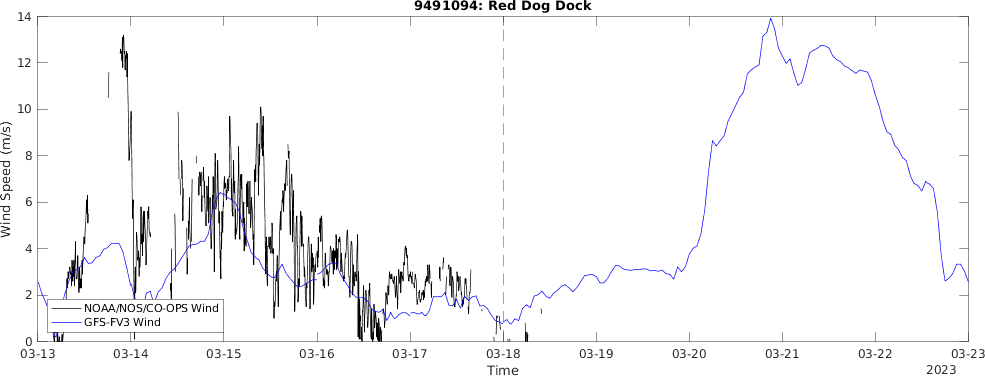 9491094: Red Dog Dock
14
12
10
8
6
4
2
0
Wind Speed (m/s)
NOAA/NOS/CO-OPS Wind
GFS-FV3 Wind
03-13 03-14 03-15 03-16 03-17 03-18 03-19 03-20 03-21 03-22 03-23
Time
2023